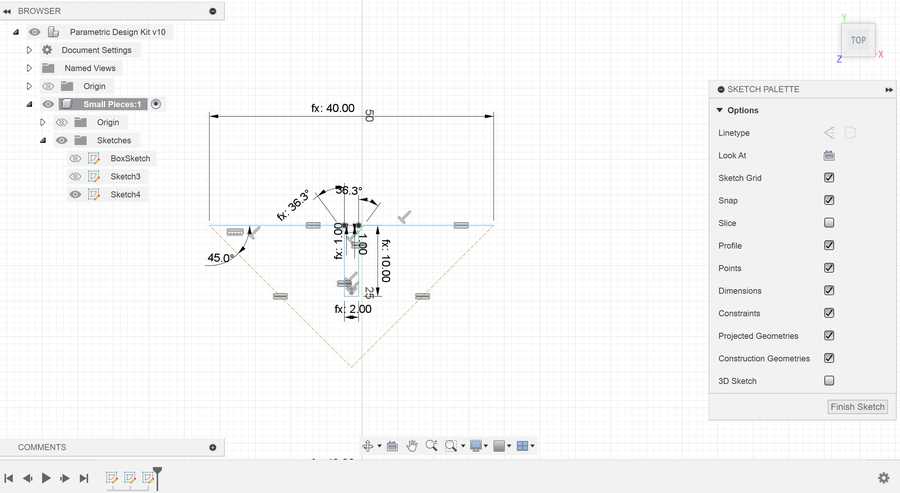 BROWSER
Parametric Design Kit v10
Document Settings
Named Views
Origin
Small Pieces:1
Origin
Sketches
BoxSketch
Sketch3
Sketch4
fx: 40.00
50
fx: 36.3°
36.3°
45.0°
fx: 1.00
1.00
fx: 10.00
25
fx: 2.00
Y
TOP
X
Z
SKETCH PALETTE
Options
Linetype
Look At
Sketch Grid
Snap
Slice
Profile
Points
Dimensions
Constraints
Projected Geometries
Construction Geometries
3D Sketch
Finish Sketch
COMMENTS